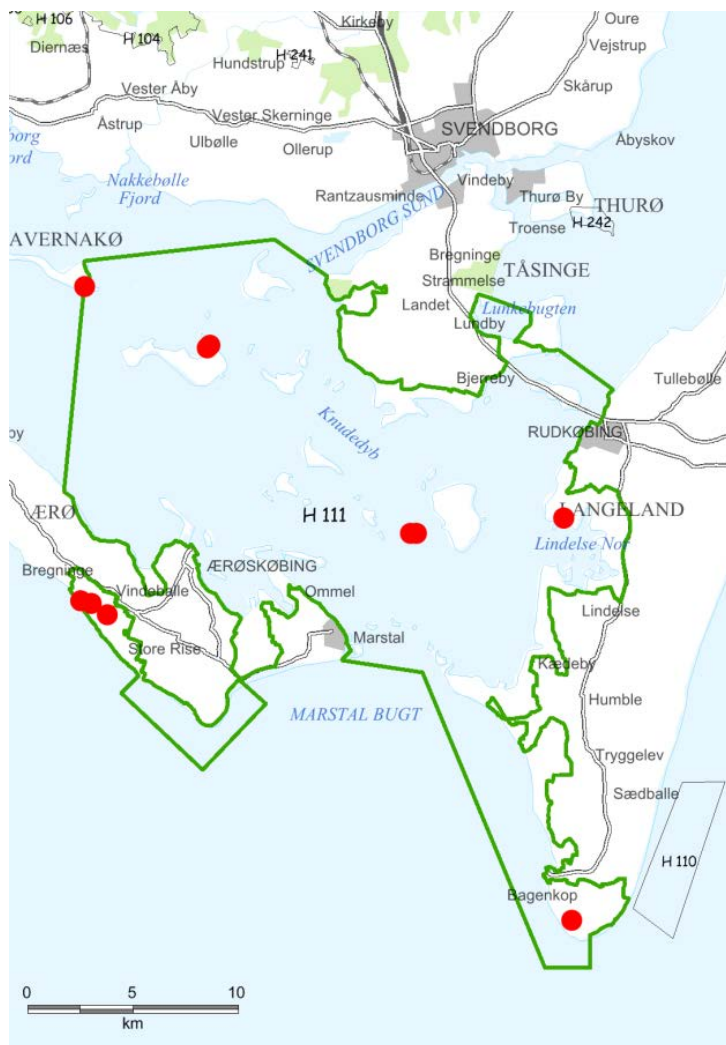 H 106
H 104
Diernæs
Kirkeby
H 241
Hundstrup
Oure
Vejstrup
Vester Åby
Skårup
Åstrup
Vester Skerninge
SVENDBORG
Ulbølle
Ollerup
Åbyskov
borg
ord
Nakkebølle
Fjord
Rantzausminde
Vindeby
Thurø By
THURØ
Troense
H 242
SVENDBORG SUND
AVERNAKØ
Bregninge
Strammelse
TÅSINGE
Landet
Lunkebugten
Lundby
Bjerreby
Tullebølle
Knudedyb
RUDKØBING
by
ÆRØ
H 111
LANGELAND
Lindelse Nor
Bregninge
ÆRØSKØBING
Vindeballe
Ommel
Lindelse
Store Rise
Marstal
Kædeby
MARSTAL BUGT
Humble
Tryggelev
Sædballe
H 110
Bagenkop
0 5 10
km